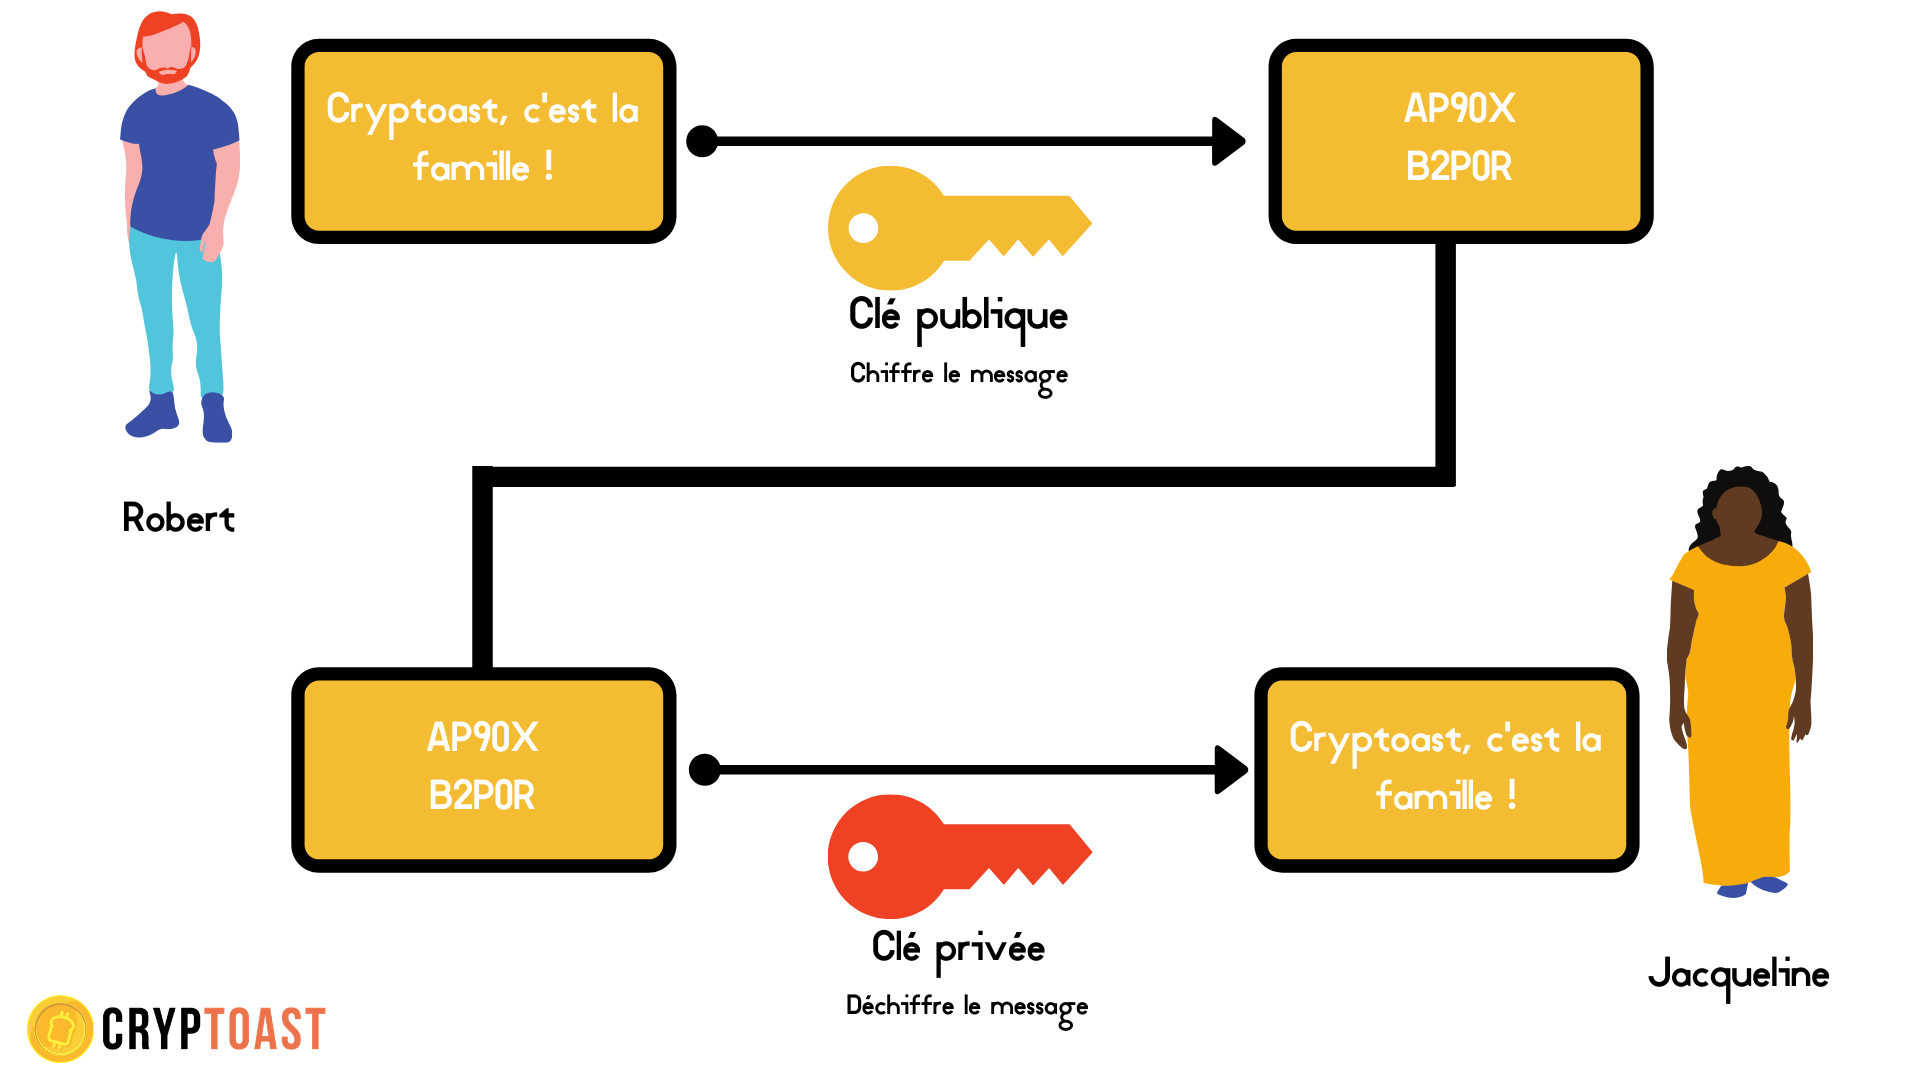 Cryptoast, c'est la
famille !
AP90X
B2P0R
Clé publique
Chiffre le message
Robert
AP90X
B2P0R
Cryptoast, c'est la
famille !
Clé privée
Déchiffre le message
Jacqueline
CRYPTOAST